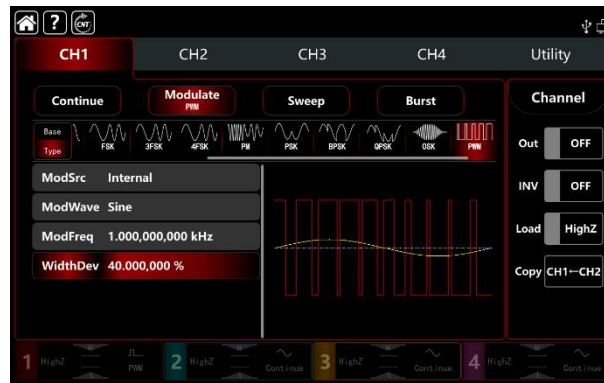 ? CNT
CH1 CH2 CH3 CH4 Utility
Continue Modulate PWM Sweep Burst Channel
Base Type FSK 3FSK 4FSK PM PSK BPSK QPSK OSK PWM
Out OFF
ModSrc Internal
INV OFF
ModWave Sine
ModFreq 1.000,000,000 kHz
Load HighZ
WidthDev 40.000,000 %
Copy CH1←CH2
1 HighZ PWM 2 HighZ Continue 3 HighZ Continue 4 HighZ Continue